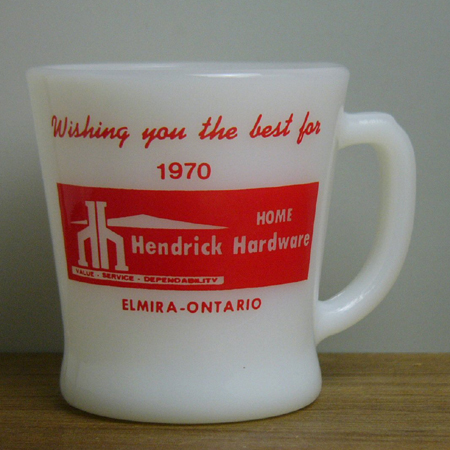 Wishing you the best for
1970
HOME
Hendrick Hardware
VALUE - SERVICE - DEPENDABILITY
ELMIRA-ONTARIO